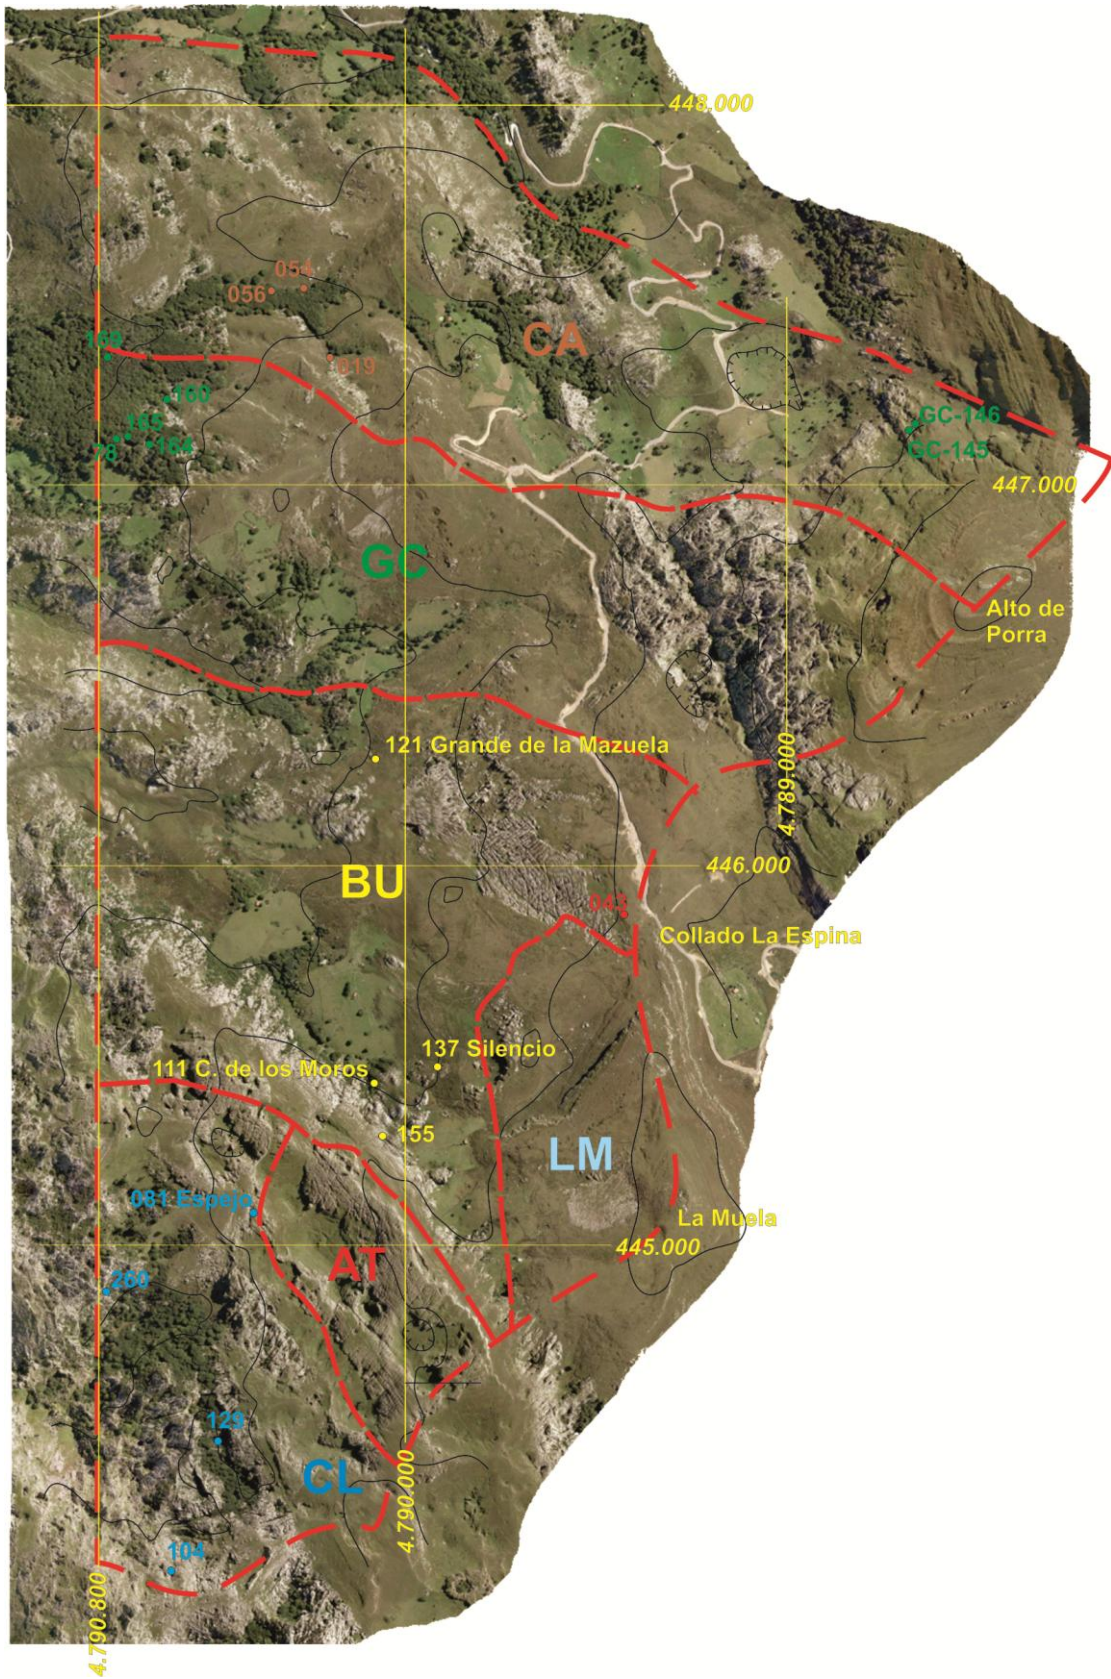 448.000
054
056
CA
169
019
160
GC-146
165
164
78
GC-145
447.000
GC
Alto de
Porra
121 Grande de la Mazuela
4.789.000
446.000
BU
043
Collado La Espina
137 Silencio
111 C. de los Moros
155
LM
081 Espejo
La Muela
445.000
AT
260
129
CL
4.790.000
104
4.790.800